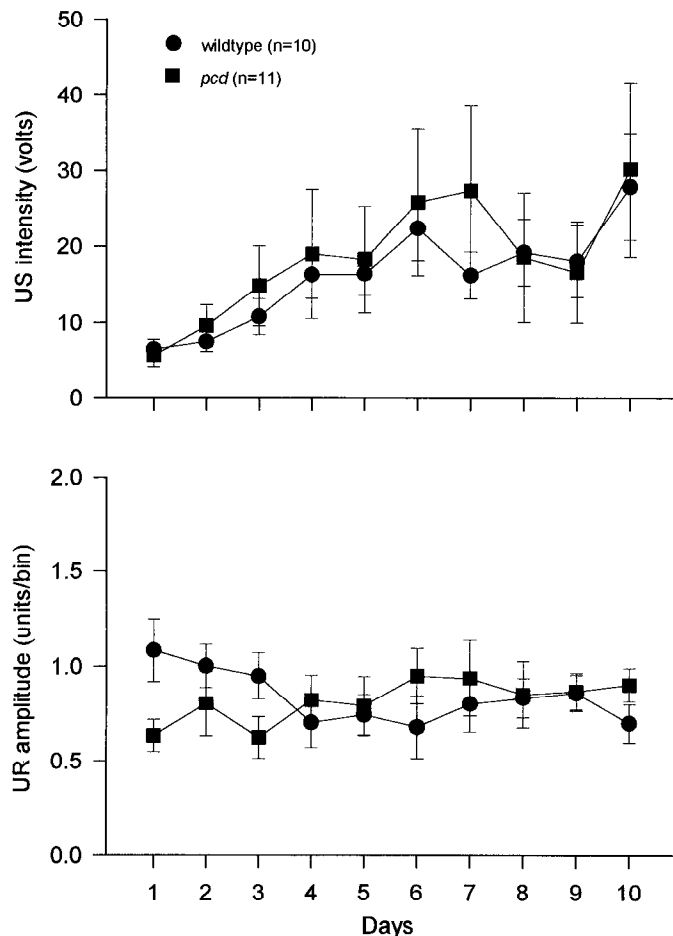 50
40
30
20
10
0
US intensity (volts)
wildtype (n=10)
pcd (n=11)
2.0
1.5
1.0
0.5
0.0
UR amplitude (units/bin)
1 2 3 4 5 6 7 8 9 10
Days